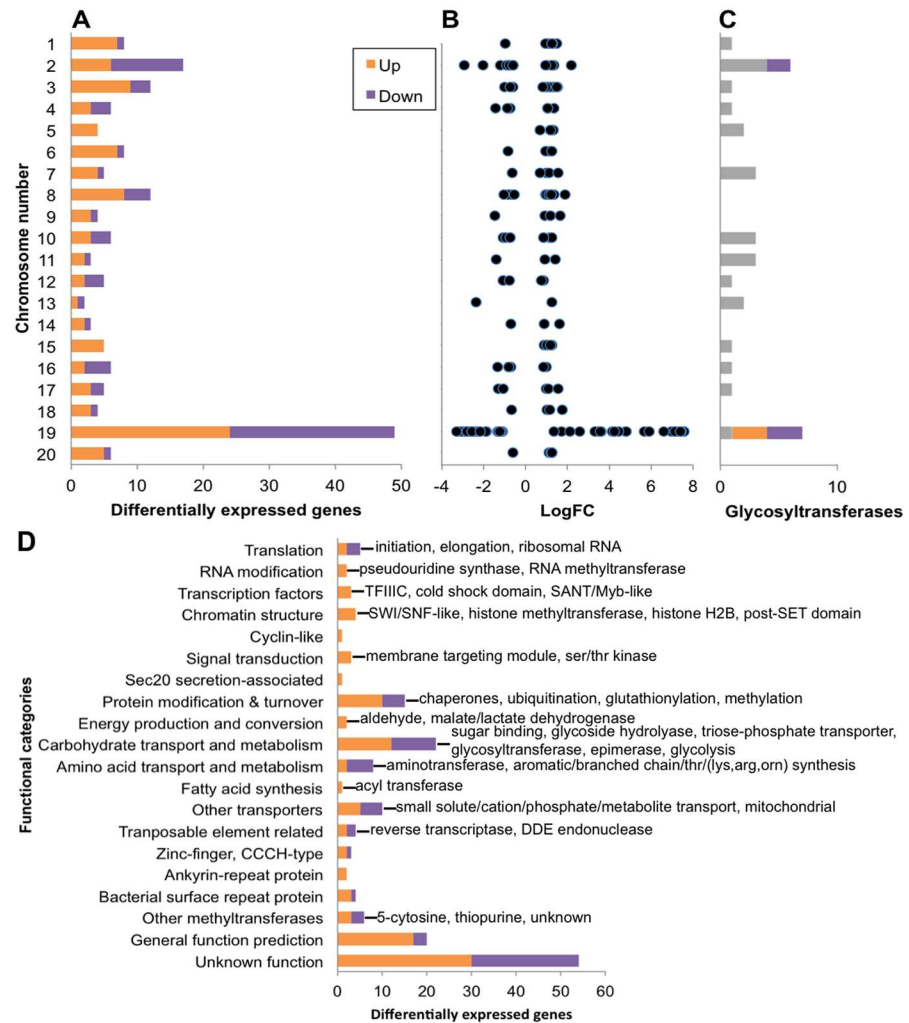 A
B
C
Up
Down
Chromosome number
1
2
3
4
5
6
7
8
9
10
11
12
13
14
15
16
17
18
19
20
0 10 20 30 40 50
Differentially expressed genes
-4 -2 0 2 4 6 8
LogFC
0 10
Glycosyltransferases
D
Functional categories
Translation
initiation, elongation, ribosomal RNA
RNA modification
pseudouridine synthase, RNA methyltransferase
Transcription factors
TFIIIC, cold shock domain, SANT/Myb-like
Chromatin structure
SWI/SNF-like, histone methyltransferase, histone H2B, post-SET domain
Cyclin-like
Signal transduction
membrane targeting module, ser/thr kinase
Sec20 secretion-associated
Protein modification & turnover
chaperones, ubiquitination, glutathionylation, methylation
Energy production and conversion
aldehyde, malate/lactate dehydrogenase
Carbohydrate transport and metabolism
sugar binding, glycoside hydrolyase, triose-phosphate transporter,
glycosyltransferase, epimerase, glycolysis
Amino acid transport and metabolism
aminotransferase, aromatic/branched chain/thr/(lys,arg,orn) synthesis
Fatty acid synthesis
acyl transferase
Other transporters
small solute/cation/phosphate/metabolite transport, mitochondrial
Tranposable element related
reverse transcriptase, DDE endonuclease
Zinc-finger, CCCH-type
Ankyrin-repeat protein
Bacterial surface repeat protein
Other methyltransferases
5-cytosine, thiopurine, unknown
General function prediction
Unknown function
0 10 20 30 40 50 60
Differentially expressed genes